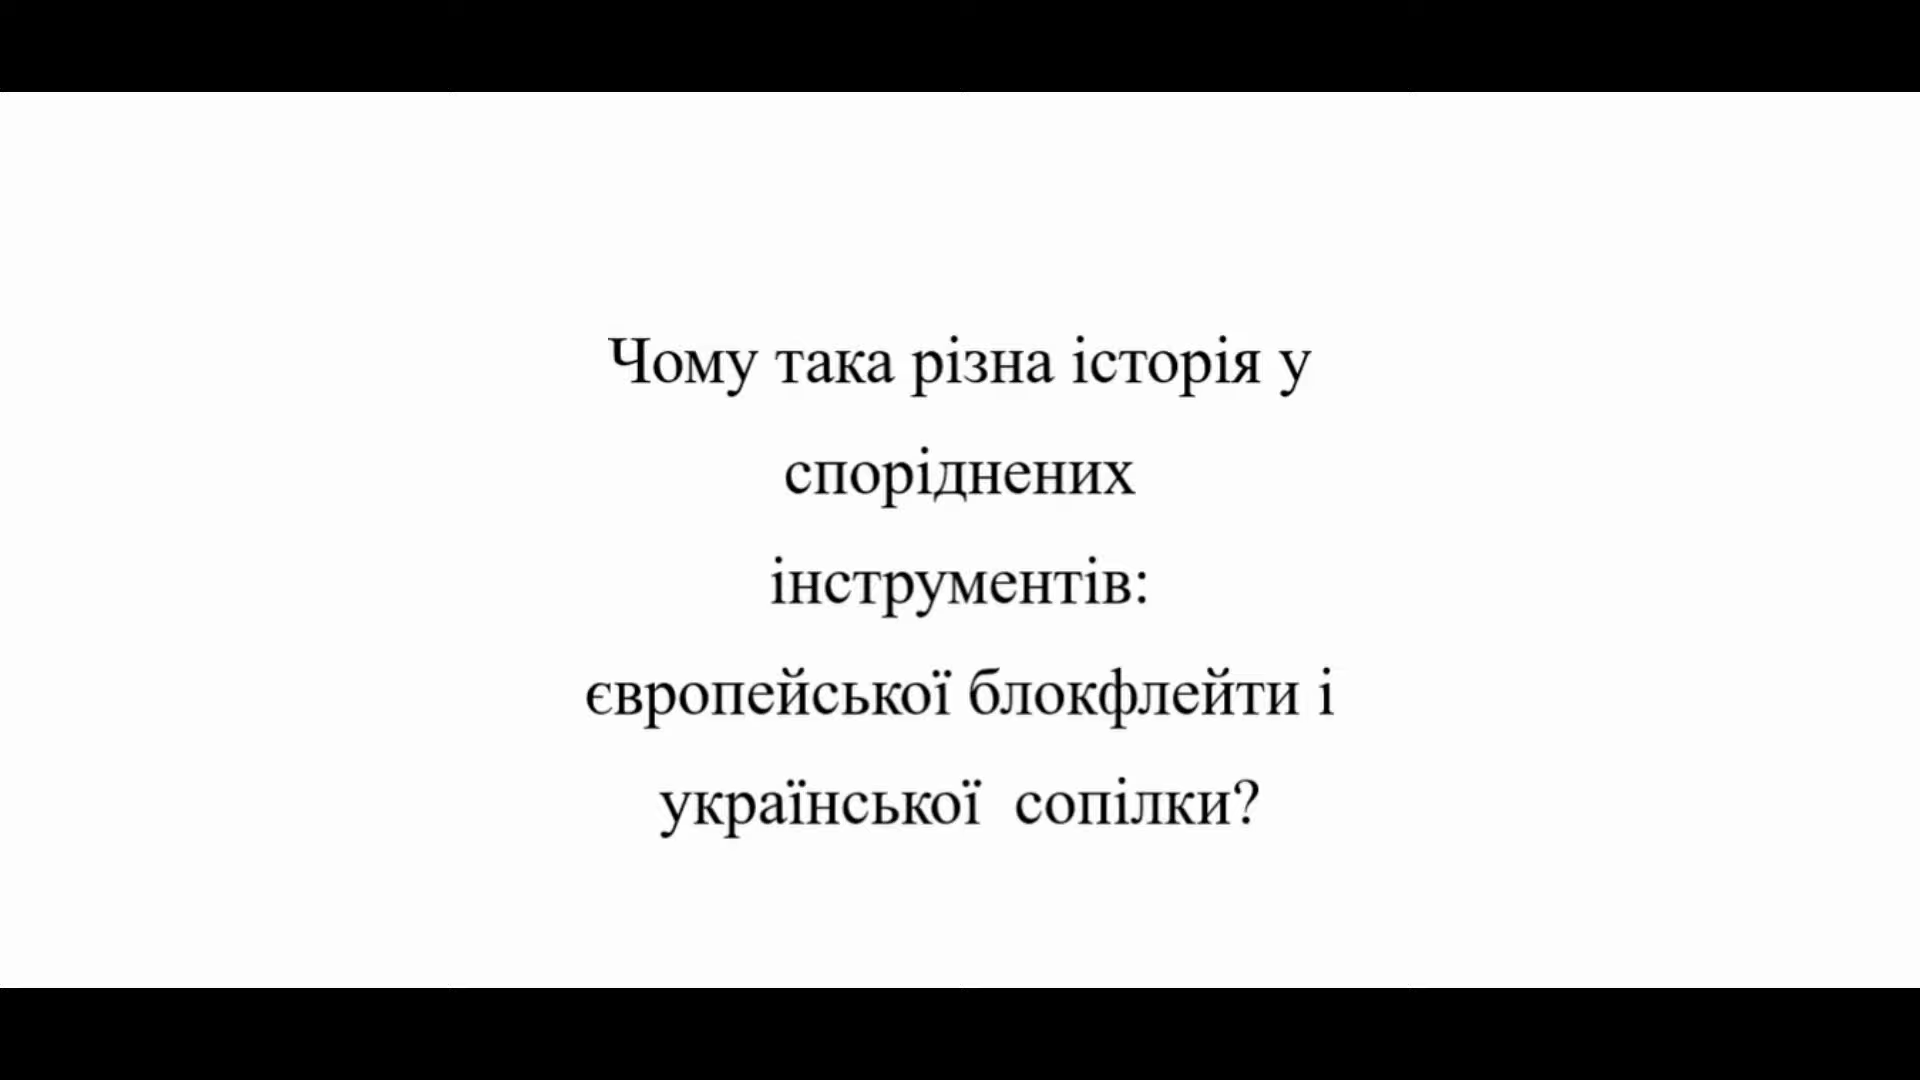 Чому така різна історія у
споріднених
інструментів:
європейської блокфлейти і
української  сопілки?